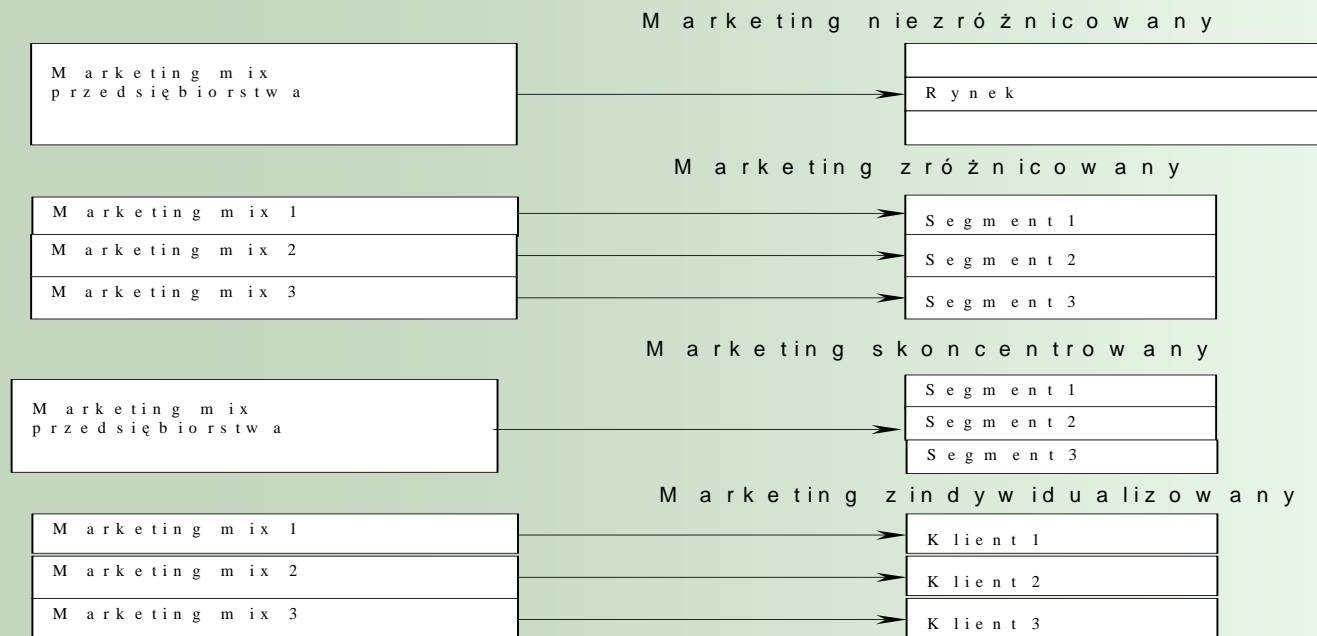 Marketing niezróżnicowany
Marketing mix
przedsiębiorstwa
Rynek
Marketing zróżnicowany
Marketing mix 1
Segment 1
Marketing mix 2
Segment 2
Marketing mix 3
Segment 3
Marketing skoncentrowany
Marketing mix
przedsiębiorstwa
Segment 1
Segment 2
Segment 3
Marketing zindywidualizowany
Marketing mix 1
Klient 1
Marketing mix 2
Klient 2
Marketing mix 3
Klient 3